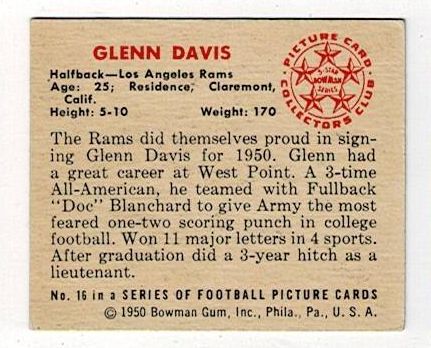 GLENN DAVIS
Halfback—Los Angeles Rams
Age: 25; Residence, Claremont,
Calif.
Height: 5-10 Weight: 170
PICTURE CARD
5-STAR
BOWMAN
SERIES
COLLECTORS CLUB
The Rams did themselves proud in sign-
ing Glenn Davis for 1950. Glenn had
a great career at West Point. A 3-time
All-American, he teamed with Fullback
"Doc" Blanchard to give Army the most
feared one-two scoring punch in college
football. Won 11 major letters in 4 sports.
After graduation did a 3-year hitch as a
lieutenant.
No. 16 in a SERIES OF FOOTBALL PICTURE CARDS
© 1950 Bowman Gum, Inc., Phila., Pa., U. S. A.